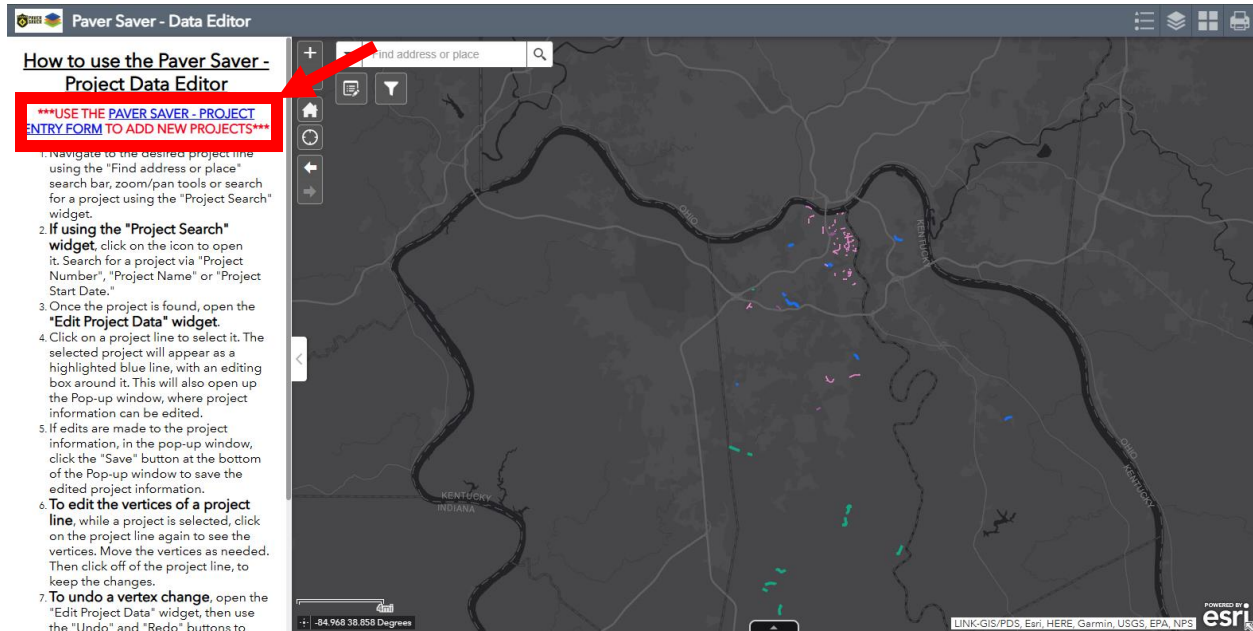 Paver Saver - Data Editor
How to use the Paver Saver -
Project Data Editor
***USE THE PAVER SAVER - PROJECT
ENTRY FORM TO ADD NEW PROJECTS***
1. Navigate to the desired project line
using the "Find address or place"
search bar, zoom/pan tools or search
for a project using the "Project Search"
widget.
2. If using the "Project Search"
widget, click on the icon to open
it. Search for a project via "Project
Number", "Project Name" or "Project
Start Date."
3. Once the project is found, open the
"Edit Project Data" widget.
4. Click on a project line to select it. The
selected project will appear as a
highlighted blue line, with an editing
box around it. This will also open up
the Pop-up window, where project
information can be edited.
5. If edits are made to the project
information, in the pop-up window,
click the "Save" button at the bottom
of the Pop-up window to save the
edited project information.
6. To edit the vertices of a project
line, while a project is selected, click
on the project line again to see the
vertices. Move the vertices as needed.
Then click off of the project line, to
keep the changes.
7. To undo a vertex change, open the
"Edit Project Data" widget, then use
the "Undo" and "Redo" buttons to
Find address or place
OHIO
KENTUCKY
KENTUCKY
INDIANA
OHIO
KENTUCKY
4mi
-84.968 38.858 Degrees
LINK-GIS/PDS, Esri, HERE, Garmin, USGS, EPA, NPS
POWERED BY
esri